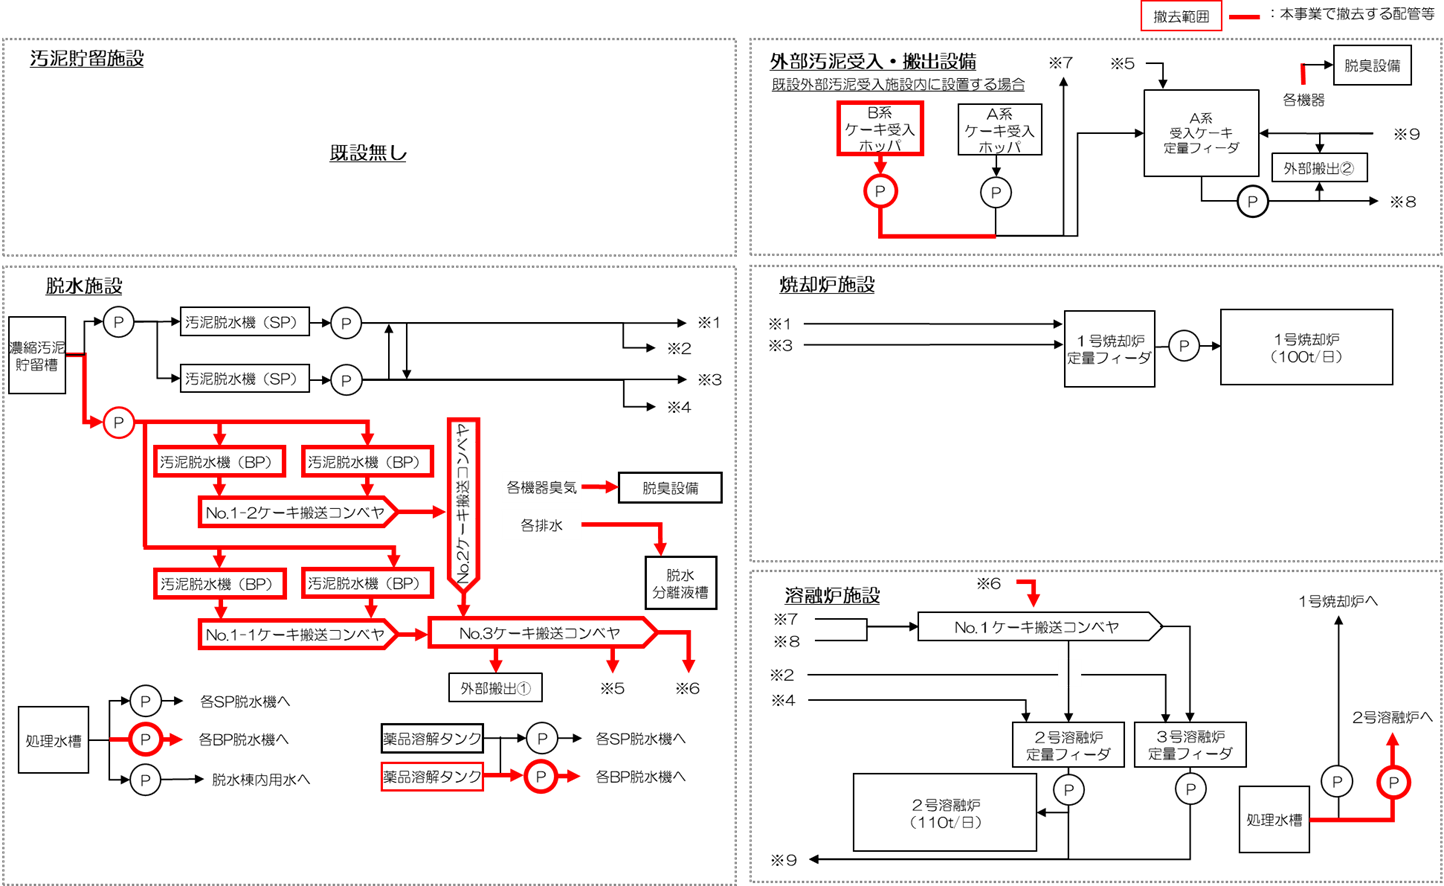 撤去範囲
：本事業で撤去する配管等
汚泥貯留施設
既設無し
外部汚泥受入・搬出設備
既設外部汚泥受入施設内に設置する場合
※7
※5
脱臭設備
各機器
B系
ケーキ受入
ホッパ
A系
ケーキ受入
ホッパ
A系
受入ケーキ
定量フィーダ
※9
外部搬出②
P
P
P
※8
脱水施設
濃縮汚泥
貯留槽
P
汚泥脱水機（SP）
P
※1
※2
汚泥脱水機（SP）
P
※3
※4
P
汚泥脱水機（BP）
汚泥脱水機（BP）
No.1-2ケーキ搬送コンベヤ
No.2ケーキ搬送コンベヤ
各機器臭気
脱臭設備
各排水
脱水
分離液槽
汚泥脱水機（BP）
汚泥脱水機（BP）
No.1-1ケーキ搬送コンベヤ
No.3ケーキ搬送コンベヤ
外部搬出①
※5
※6
処理水槽
P
各SP脱水機へ
P
各BP脱水機へ
P
脱水棟内用水へ
薬品溶解タンク
P
各SP脱水機へ
薬品溶解タンク
P
各BP脱水機へ
焼却炉施設
※1
※3
1号焼却炉
定量フィーダ
P
1号焼却炉
（100t/日）
溶融炉施設
※6
※7
※8
No.1ケーキ搬送コンベヤ
※2
※4
2号溶融炉
定量フィーダ
3号溶融炉
定量フィーダ
P
P
2号溶融炉
（110t/日）
※9
1号焼却炉へ
2号溶融炉へ
P
P
処理水槽